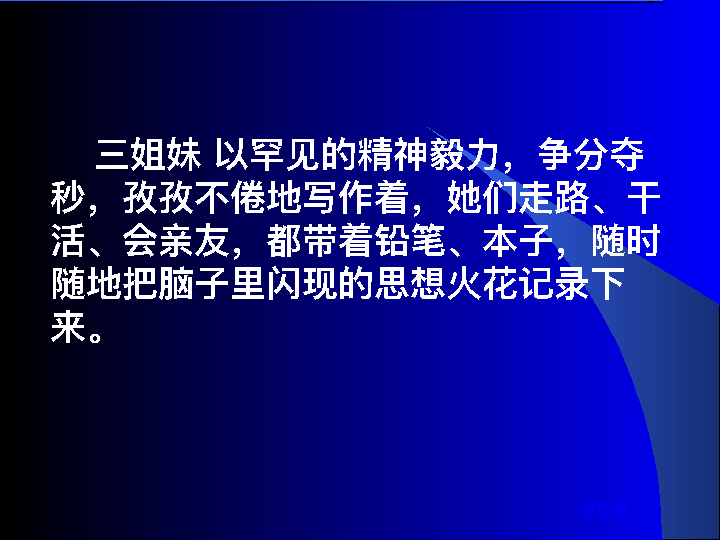 三姐妹 以罕见的精神毅力，争分夺
秒，孜孜不倦地写作着，她们走路、干
活、会亲友，都带着铅笔、本子，随时
随地把脑子里闪现的思想火花记录下
来。